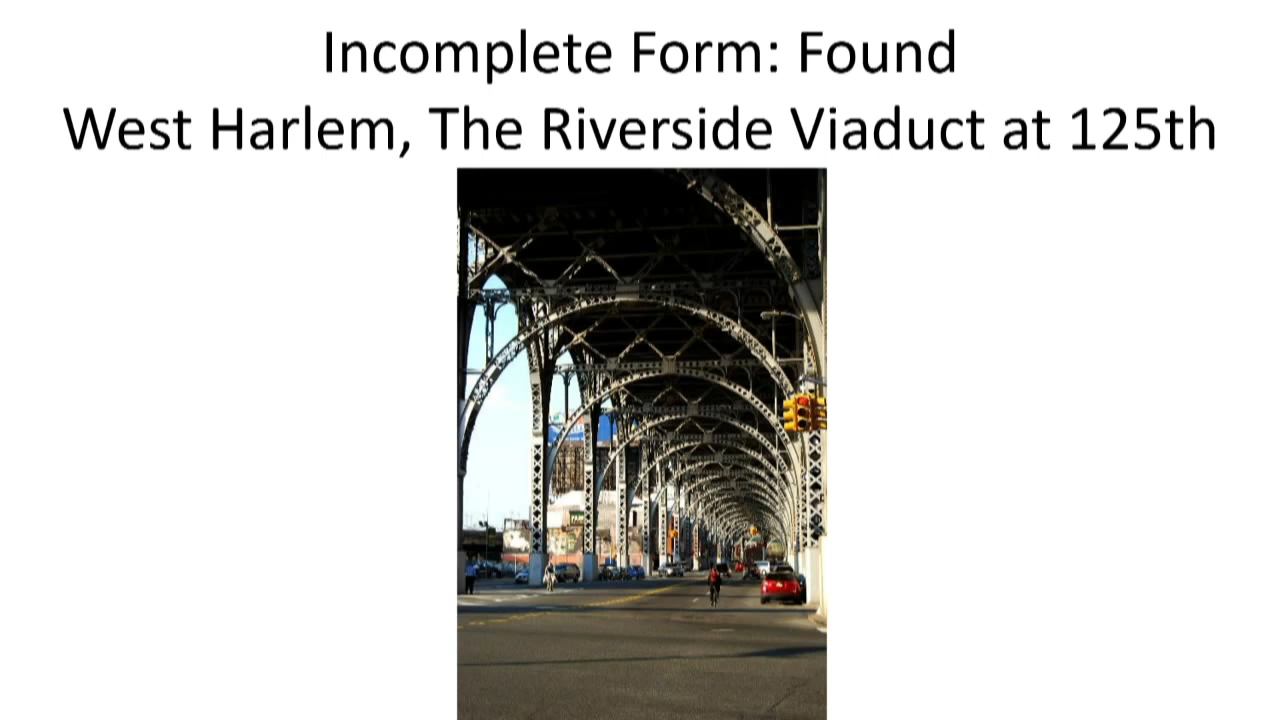 Incomplete Form: Found
West Harlem, The Riverside Viaduct at 125th